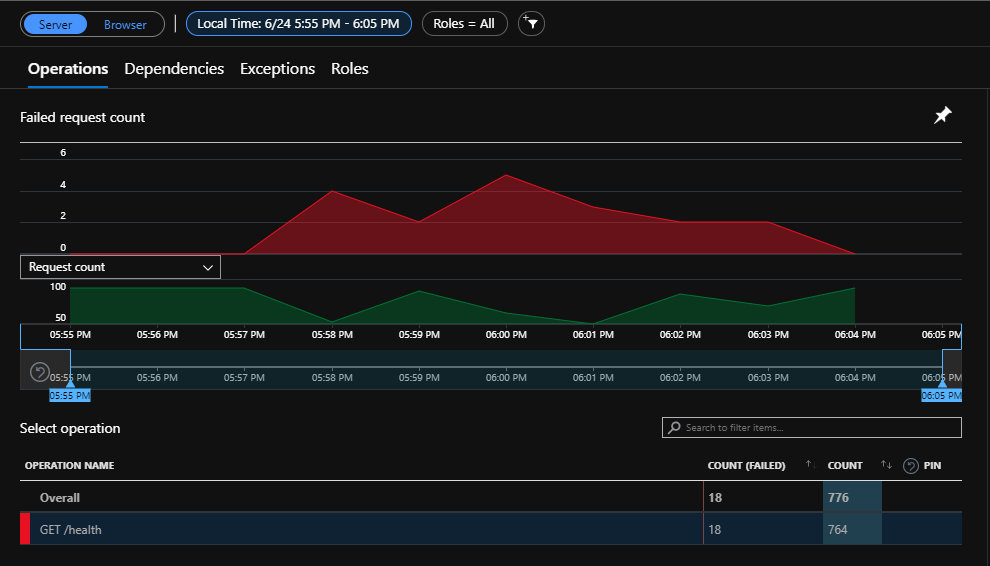 Server Browser Local Time: 6/24 5:55 PM - 6:05 PM Roles = All
Operations Dependencies Exceptions Roles
Failed request count
6
4
2
0
Request count
100
50
05:55 PM 05:56 PM 05:57 PM 05:58 PM 05:59 PM 06:00 PM 06:01 PM 06:02 PM 06:03 PM 06:04 PM 06:05 PM
05:55 PM 05:56 PM 05:57 PM 05:58 PM 05:59 PM 06:00 PM 06:01 PM 06:02 PM 06:03 PM 06:04 PM 06:05 PM
05:55 PM 06:05 PM
Select operation Search to filter items...
OPERATION NAME COUNT (FAILED) COUNT PIN
Overall 18 776
GET /health 18 764